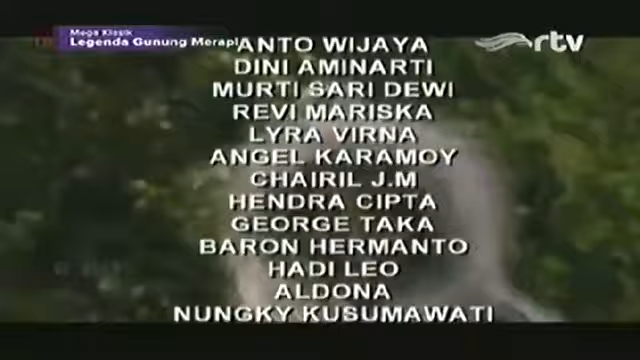 Mega Klasik
Legenda Gunung Merapi
rtv
ANTO WIJAYA
DINI AMINARTI
MURTI SARI DEWI
REVI MARISKA
LYRA VIRNA
ANGEL KARAMOY
CHAIRIL J.M
HENDRA CIPTA
GEORGE TAKA
BARON HERMANTO
HADI LEO
ALDONA
NUNGKY KUSUMAWATI